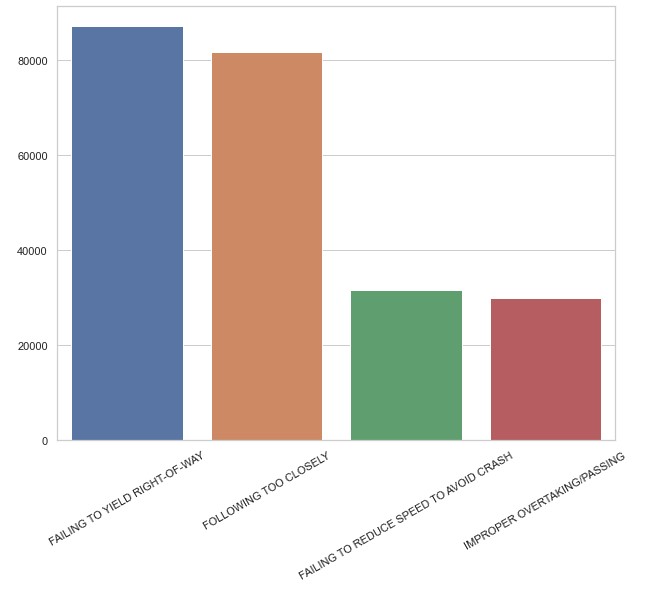 80000
60000
40000
20000
0
FAILING TO YIELD RIGHT-OF-WAY
FOLLOWING TOO CLOSELY
FAILING TO REDUCE SPEED TO AVOID CRASH
IMPROPER OVERTAKING/PASSING